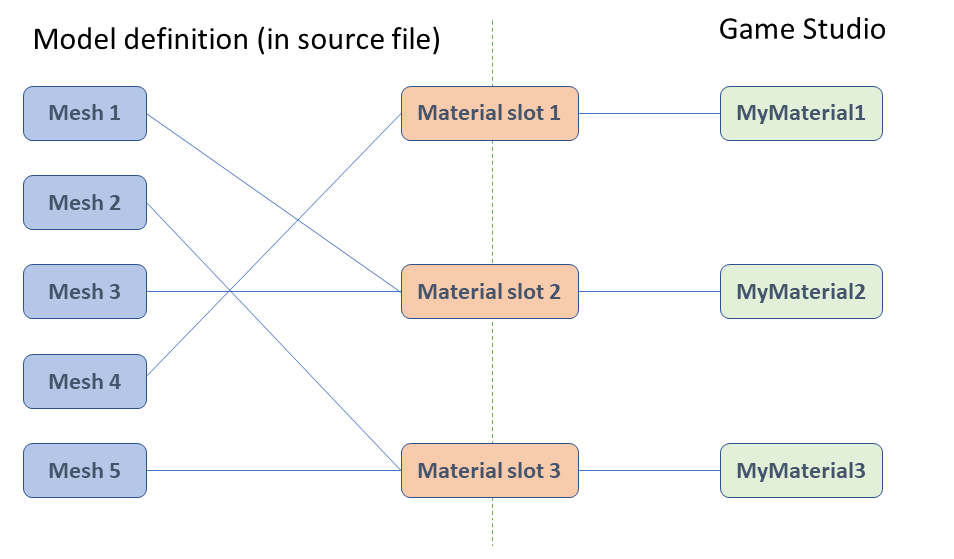 Model definition (in source file)
Game Studio
Mesh 1
Material slot 1
MyMaterial1
Mesh 2
Mesh 3
Material slot 2
MyMaterial2
Mesh 4
Mesh 5
Material slot 3
MyMaterial3